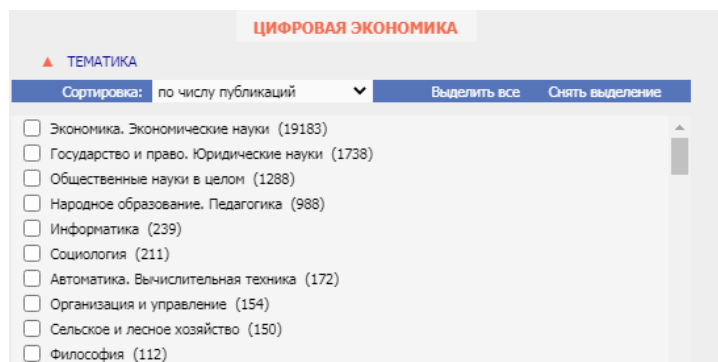 ЦИФРОВАЯ ЭКОНОМИКА
▲ ТЕМАТИКА
Сортировка: по числу публикаций Выделить все Снять выделение
Экономика. Экономические науки (19183)
Государство и право. Юридические науки (1738)
Общественные науки в целом (1288)
Народное образование. Педагогика (988)
Информатика (239)
Социология (211)
Автоматика. Вычислительная техника (172)
Организация и управление (154)
Сельское и лесное хозяйство (150)
Философия (112)